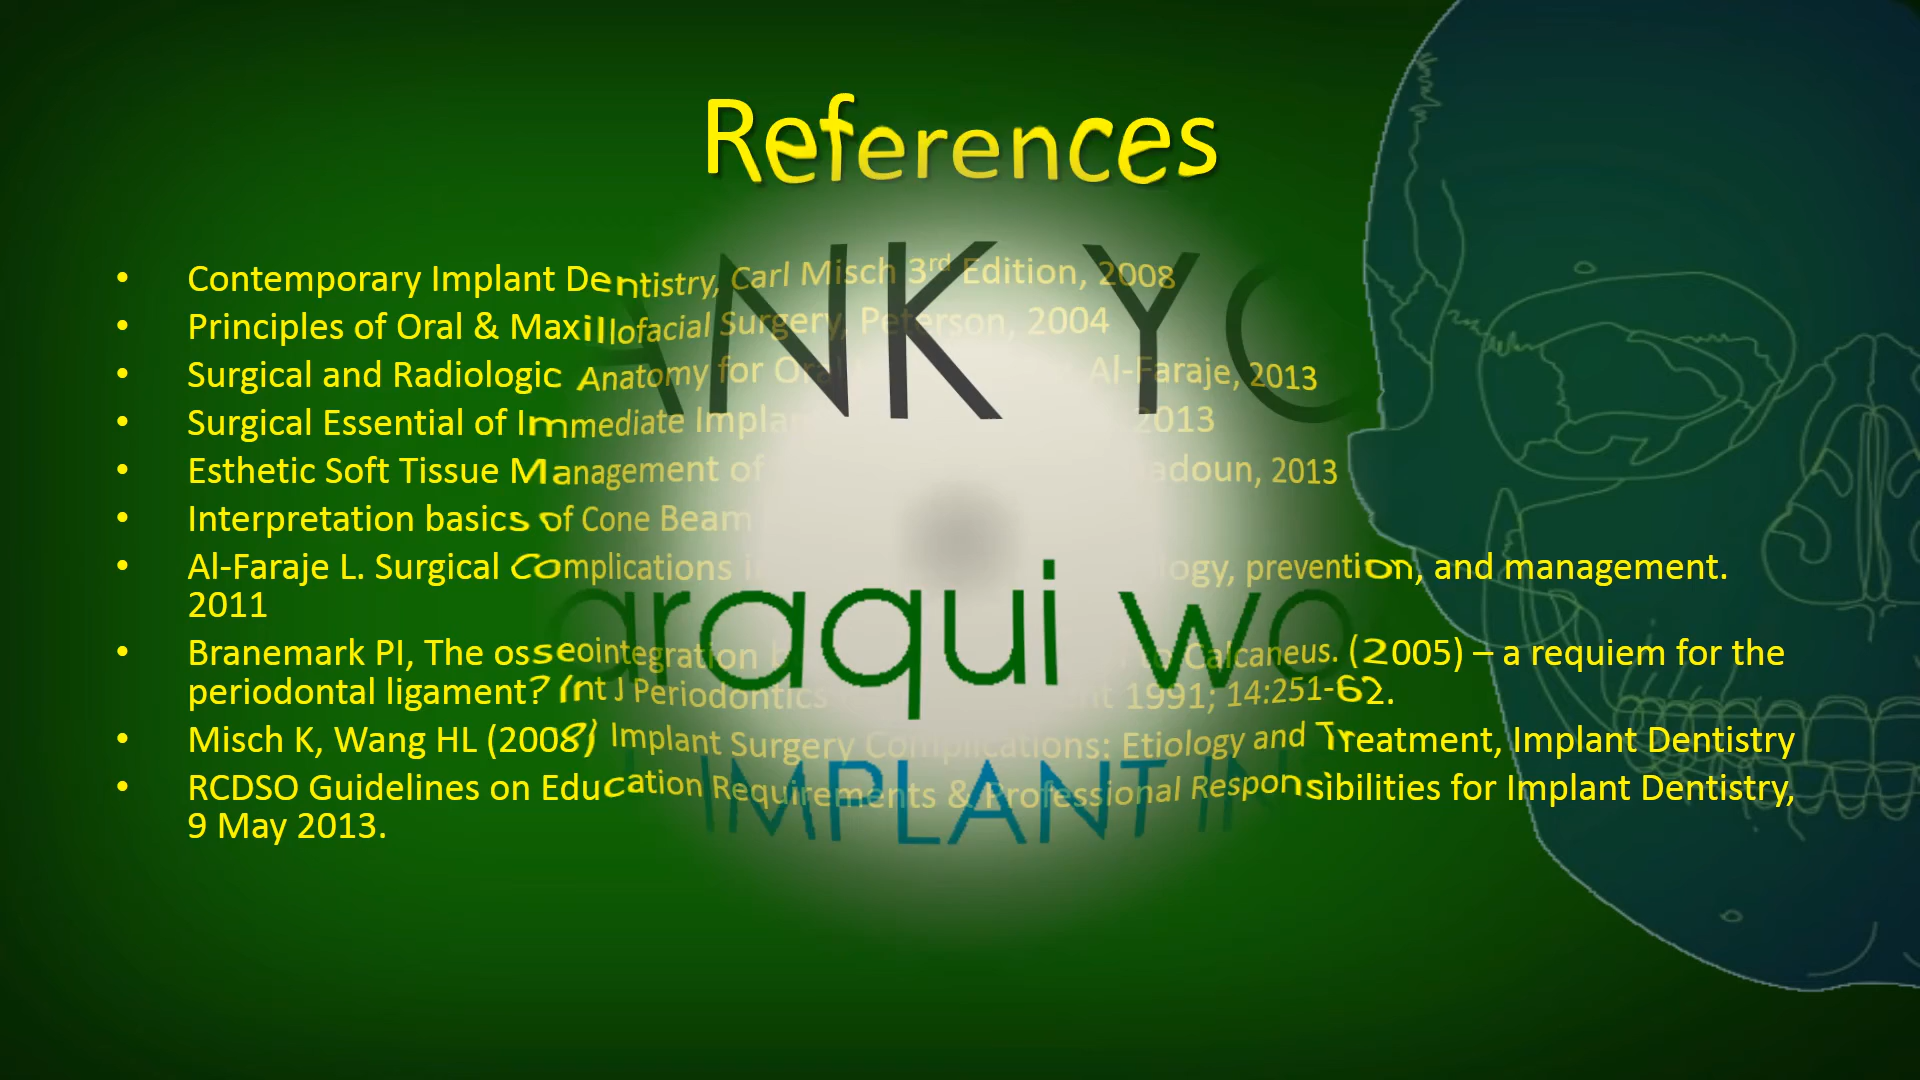 References
• Contemporary Implant Dentistry, Carl Misch 3rd Edition, 2008
• Principles of Oral & Maxillofacial Surgery, Peterson, 2004
• Surgical and Radiologic Anatomy for Oral Al-Faraje, 2013
• Surgical Essential of Immediate Implant 2013
• Esthetic Soft Tissue Management of 2013
• Interpretation basics of Cone Beam
• Al-Faraje L. Surgical Complications prevention, and management.
2011
• Branemark PI, The osseointegration to Calcaneus. (2005) – a requiem for the
periodontal ligament? Int J Periodontics 1991; 14:251-62.
• Misch K, Wang HL (2008) Implant Surgery Complications: Etiology and Treatment, Implant Dentistry
• RCDSO Guidelines on Education Requirements & Professional Responsibilities for Implant Dentistry,
9 May 2013.
IMPLANT